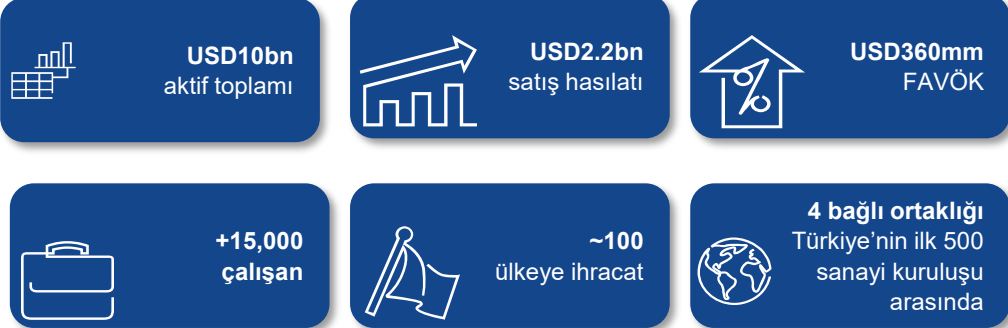 USD10bn
aktif toplamı
USD2.2bn
satış hasılatı
USD360mm
FAVÖK
+15,000
çalışan
~100
ülkeye ihracat
4 bağlı ortaklığı
Türkiye'nin ilk 500
sanayi kuruluşu
arasında